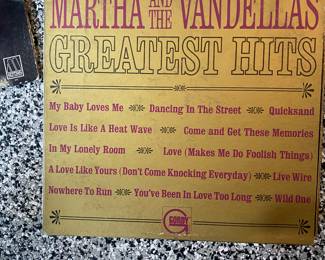 MARTHA AND THE VANDELLAS
GREATEST HITS
My Baby Loves Me Dancing In The Street Quicksand
Love Is Like A Heat Wave Come and Get These Memories
In My Lonely Room Love (Makes Me Do Foolish Things)
A Love Like Yours (Don't Come Knocking Everyday) Live Wire
Nowhere To Run You've Been In Love Too Long Wild One
GORDY